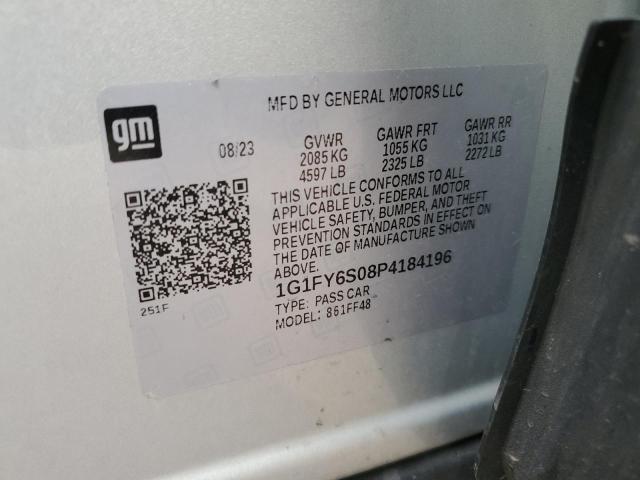 MFD BY GENERAL MOTORS LLC
gm
08/23
GVWR
2085 KG
4597 LB
GAWR FRT
1055 KG
2325 LB
GAWR RR
1031 KG
2272 LB
THIS VEHICLE CONFORMS TO ALL
APPLICABLE U.S. FEDERAL MOTOR
VEHICLE SAFETY, BUMPER, AND THEFT
PREVENTION STANDARDS IN EFFECT ON
THE DATE OF MANUFACTURE SHOWN
ABOVE.
1G1FY6S08P4184196
TYPE: PASS CAR
MODEL: 861FF48
251F